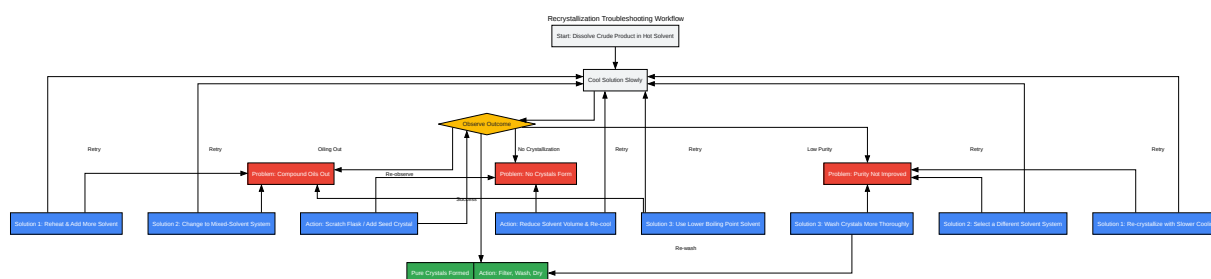 Recrystallization Troubleshooting Workflow
Start: Dissolve Crude Product in Hot Solvent
Cool Solution Slowly
Observe Outcome
Retry
Retry
Oiling Out
No Crystallization
Retry
Retry
Low Purity
Retry
Retry
Problem: Compound Oils Out
Re-observe
Problem: No Crystals Form
Problem: Purity Not Improved
Success
Solution 1: Reheat & Add More Solvent
Solution 2: Change to Mixed-Solvent System
Action: Scratch Flask / Add Seed Crystal
Action: Reduce Solvent Volume & Re-cool
Solution 3: Use Lower Boiling Point Solvent
Solution 3: Wash Crystals More Thoroughly
Solution 2: Select a Different Solvent System
Solution 1: Re-crystallize with Slower
Re-wash
Pure Crystals Formed
Action: Filter, Wash, Dry